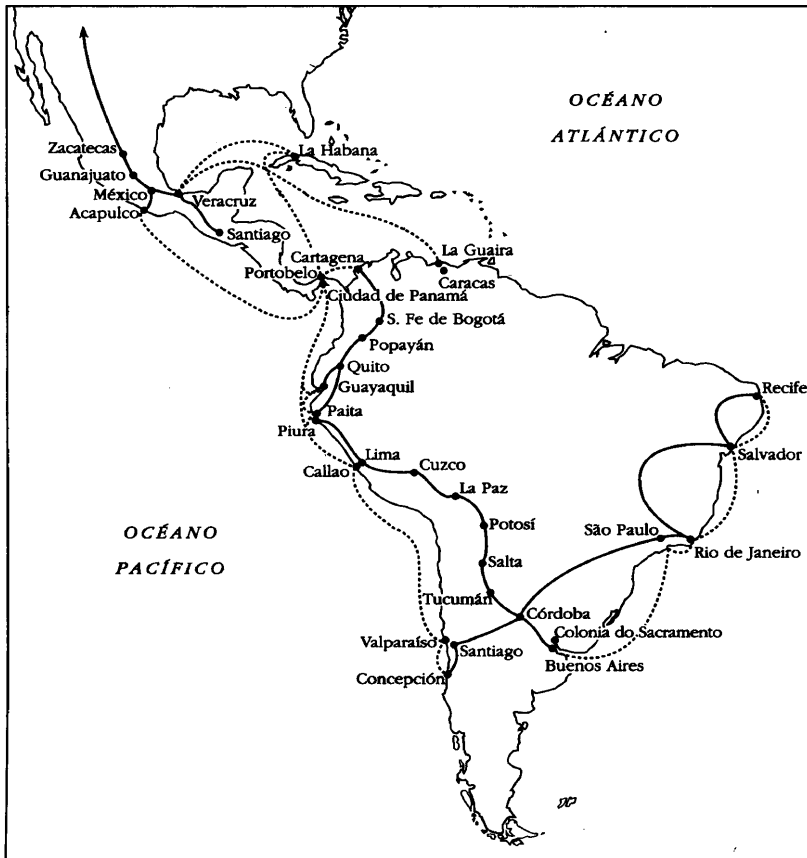 OCÉANO
ATLÁNTICO
Zacatecas
La Habana
Guanajuato
México
Veracruz
Acapulco
Santiago
La Guaira
Cartagena
Portobelo
Caracas
Ciudad de Panamá
S. Fe de Bogotá
Popayán
Quito
Guayaquil
Recife
Paita
Piura
Lima
Salvador
Callao
Cuzco
La Paz
OCÉANO
PACÍFICO
Potosí
São Paulo
Rio de Janeiro
Salta
Tucumán
Córdoba
Colonia do Sacramento
Valparaíso
Santiago
Buenos Aires
Concepción